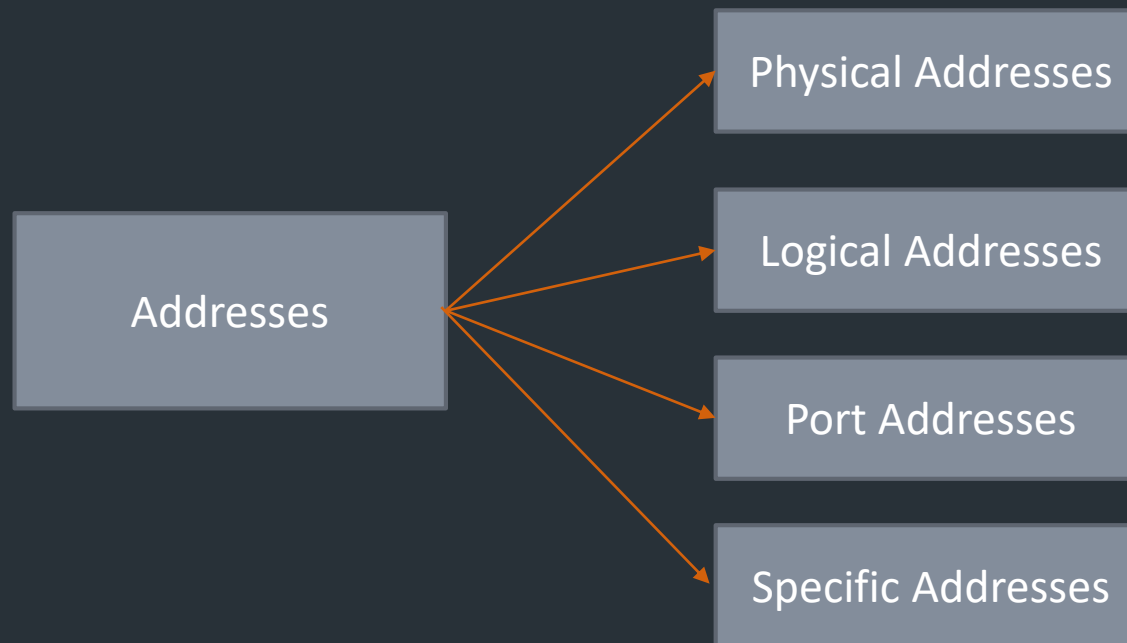 Addresses
Physical Addresses
Logical Addresses
Port Addresses
Specific Addresses